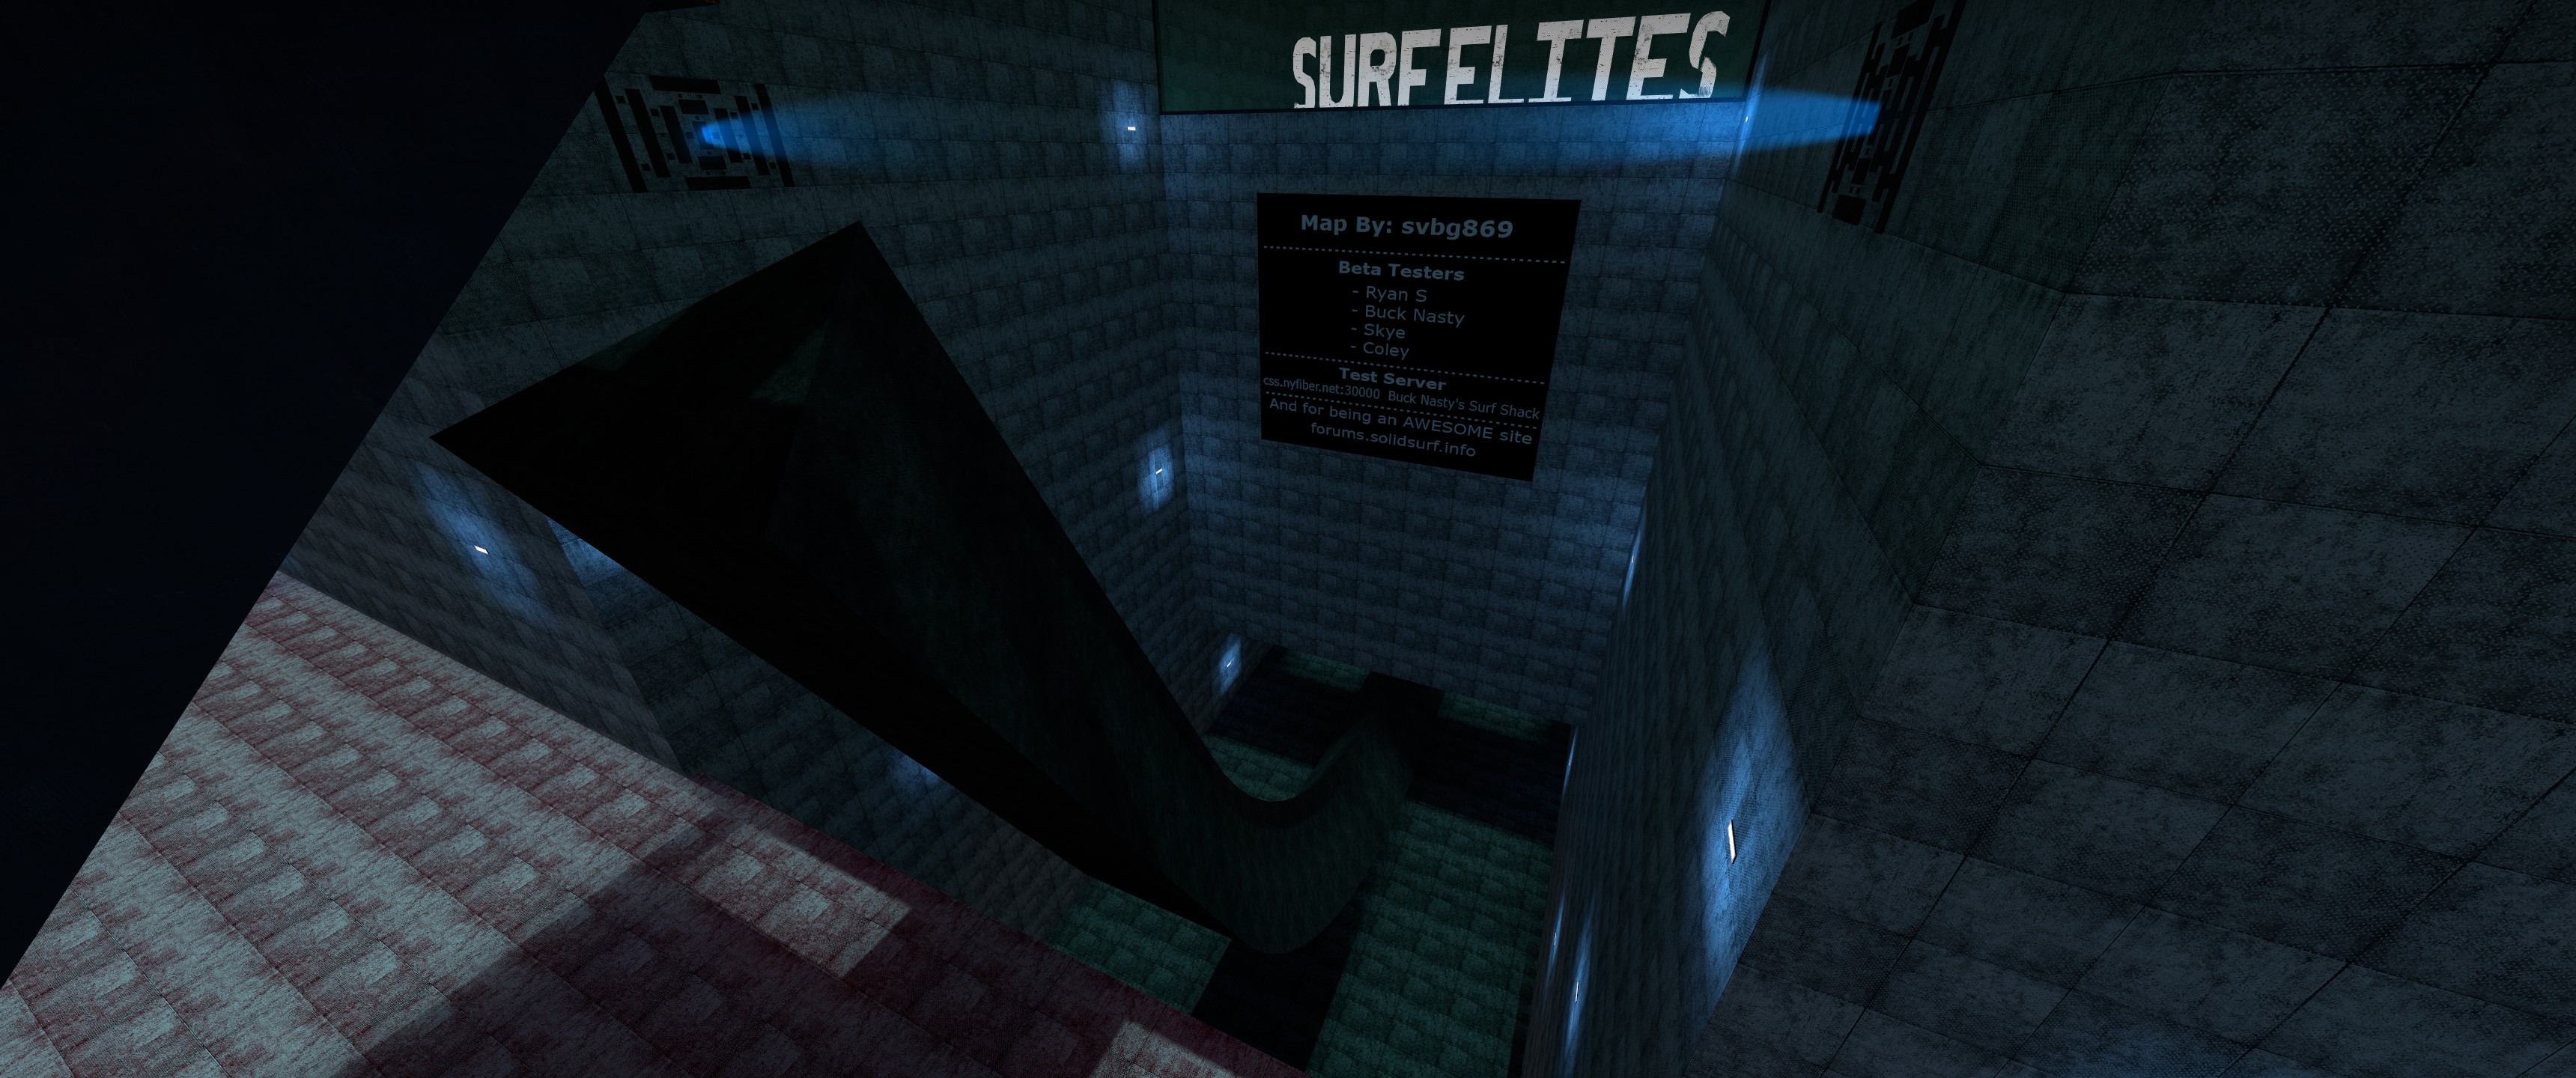 SURFELITES
Map By: svbg869
Beta Testers
- Ryan S
- Buck Nasty
- Skye
- Coley
Test Server
css.nyfiber.net:30000 Buck Nasty's Surf Shack
And for being an AWESOME site
forums.solidsurf.info